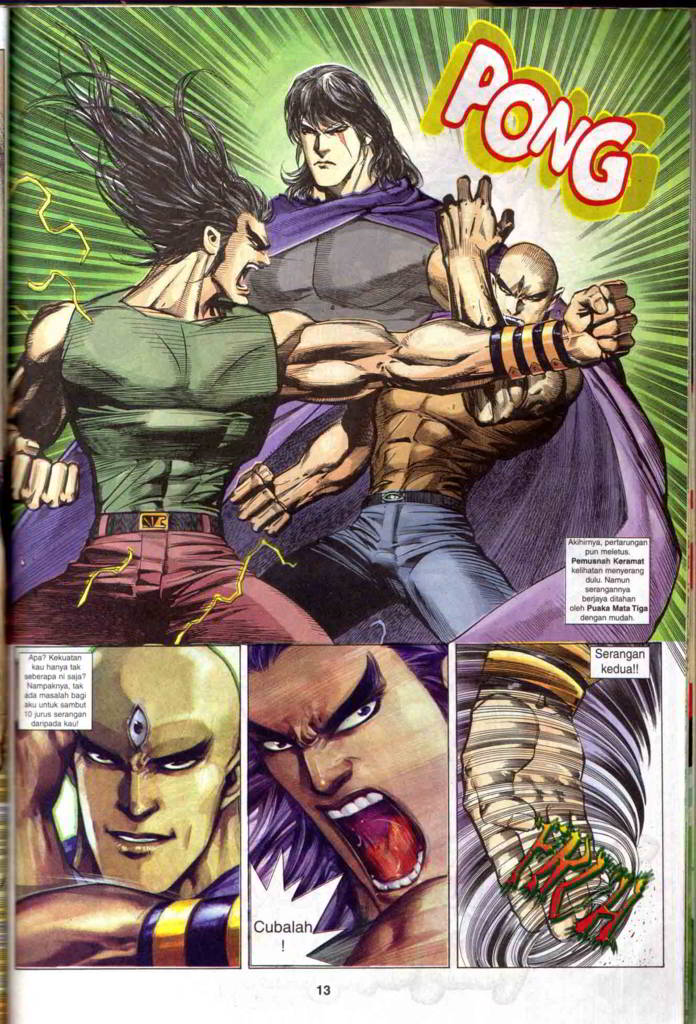 PONG
Akihirnya, pertarungan
pun meletus.
Pemusnah Keramat
kelihatan menyerang
dulu. Namun
serangannya
berjaya ditahan
oleh Puaka Mata Tiga
dengan mudah.
Apa? Kekuatan
kau hanya tak
seberapa ni saja?
Nampaknya, tak
ada masalah bagi
aku untuk sambut
10 jurus serangan
daripada kau!
Cubalah
!
Serangan
kedua!!
13